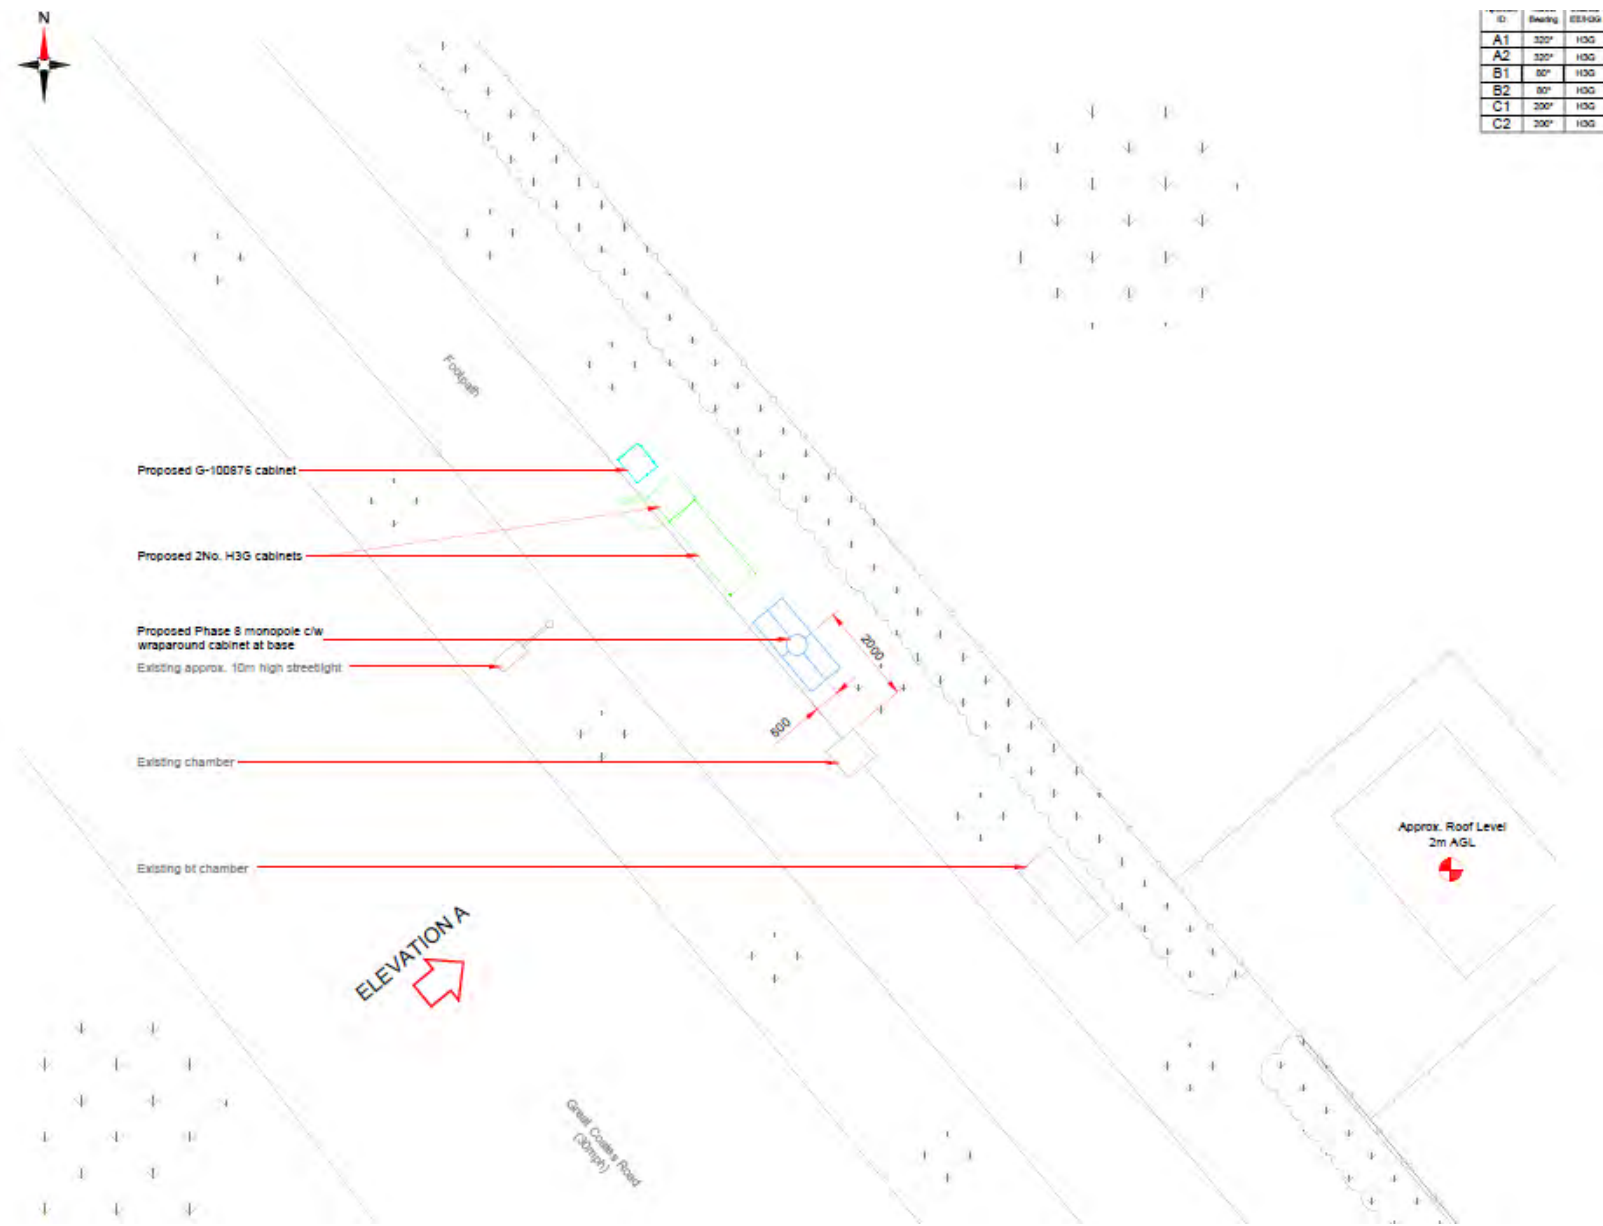 N
ID Bearing EE/H3G
A1 320° H3G
A2 320° H3G
B1 80° H3G
B2 80° H3G
C1 200° H3G
C2 200° H3G
Footpath
Proposed G-100876 cabinet
Proposed 2No. H3G cabinets
Proposed Phase 8 monopole c/w
wraparound cabinet at base
Existing approx. 10m high streetlight
2000
600
Existing chamber
Existing bt chamber
Approx. Roof Level
2m AGL
ELEVATION A
Great Coates Road
(30mph)